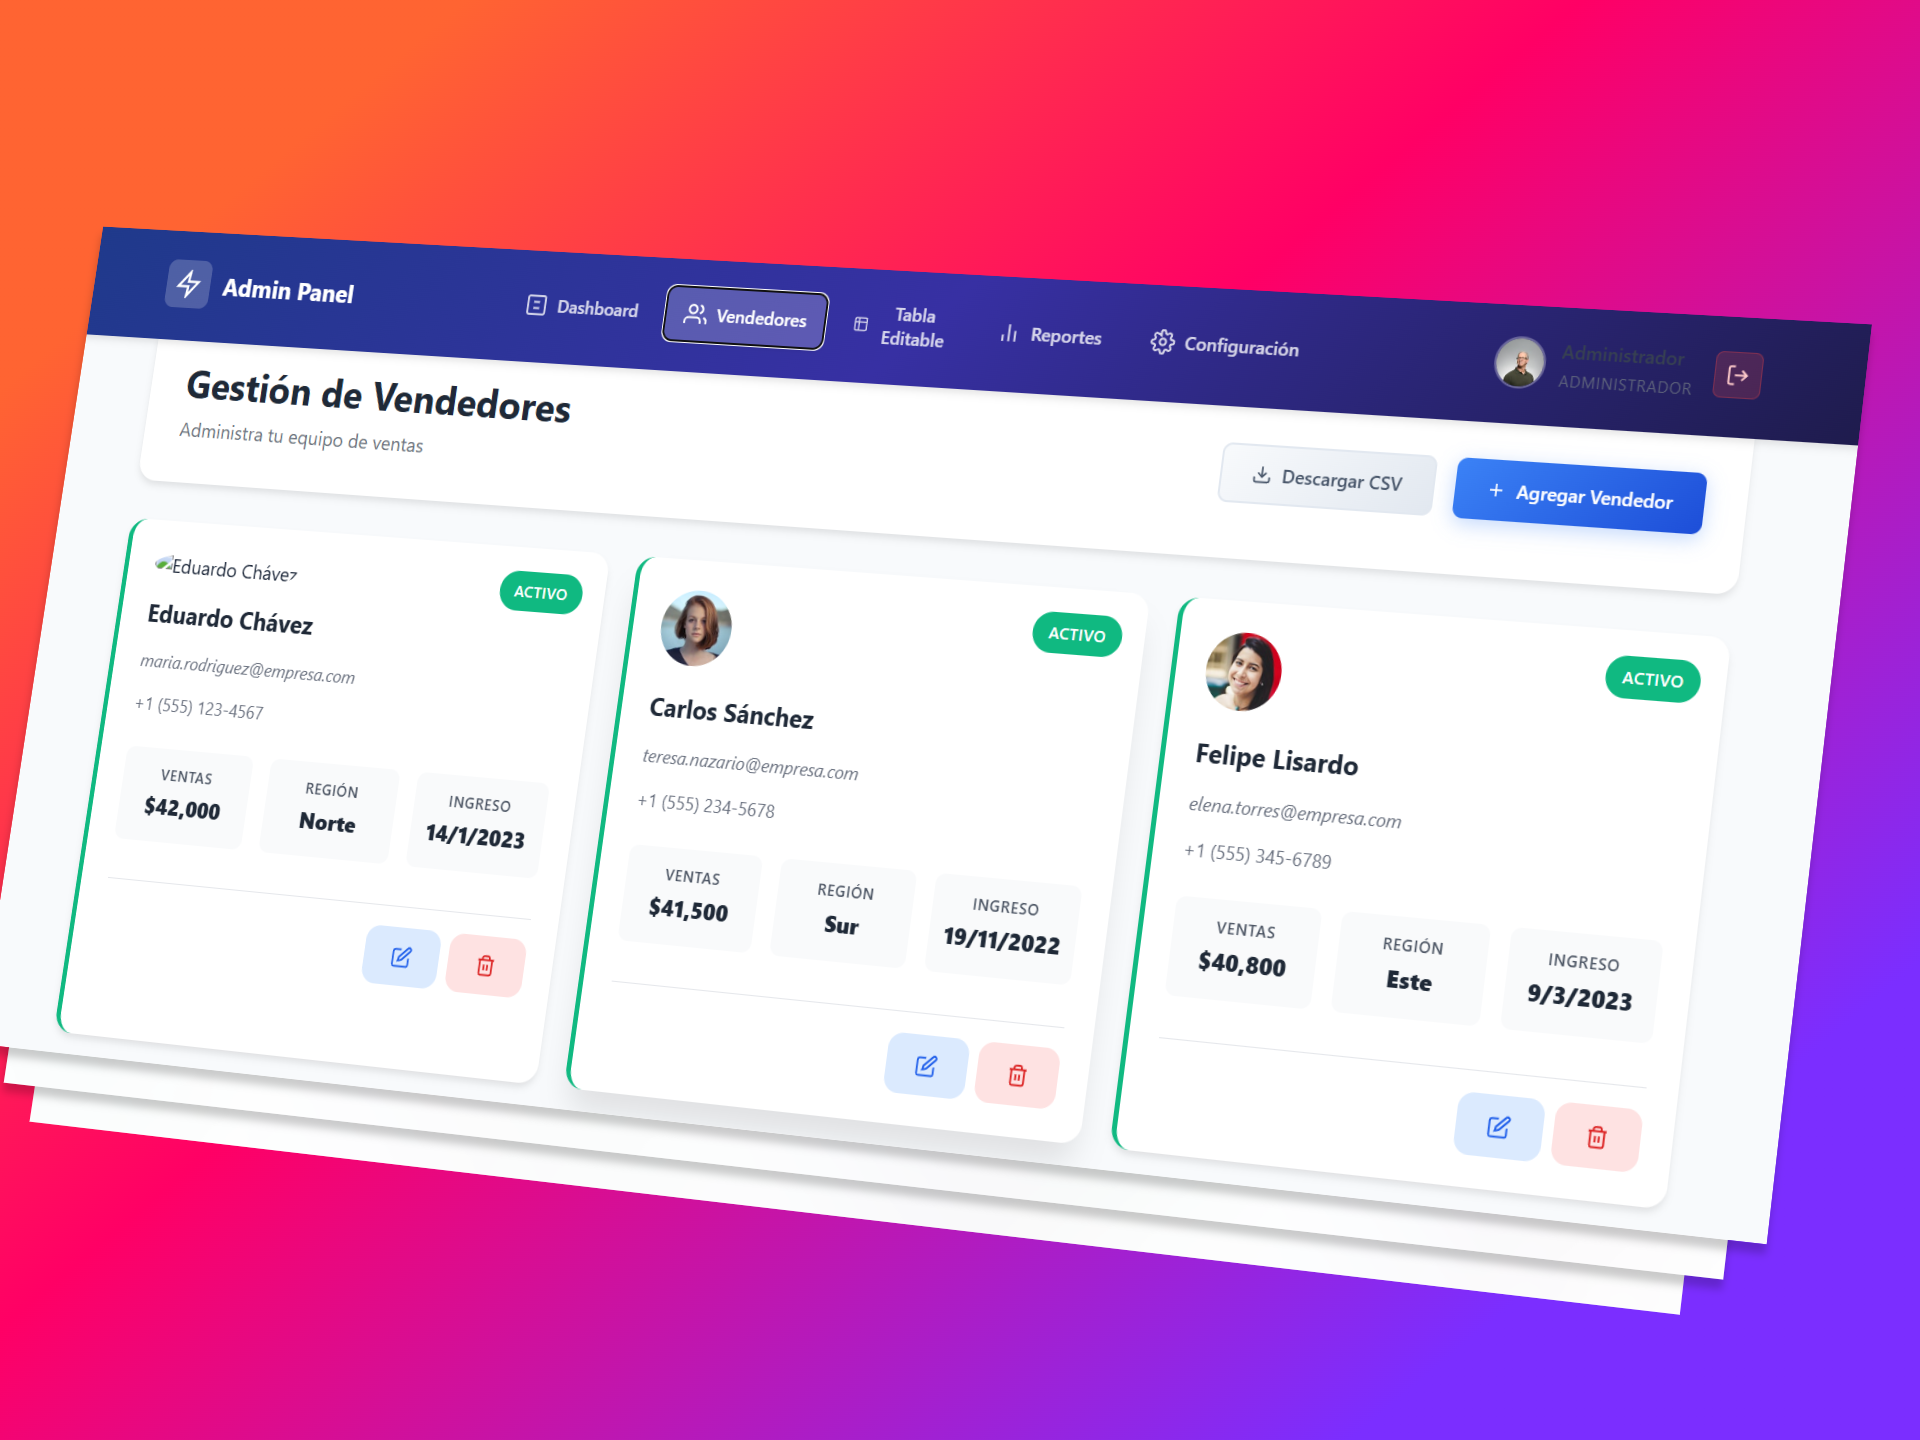 Admin Panel
Dashboard
Vendedores
Tabla
Editable
Reportes
Configuración
Administrador
ADMINISTRADOR
Gestión de Vendedores
Administra tu equipo de ventas
Descargar CSV
Agregar Vendedor
Eduardo Chávez
ACTIVO
Eduardo Chávez
maria.rodriguez@empresa.com
+1 (555) 123-4567
VENTAS
$42,000
REGIÓN
Norte
INGRESO
14/1/2023
ACTIVO
Carlos Sánchez
teresa.nazario@empresa.com
+1 (555) 234-5678
VENTAS
$41,500
REGIÓN
Sur
INGRESO
19/11/2022
ACTIVO
Felipe Lisardo
elena.torres@empresa.com
+1 (555) 345-6789
VENTAS
$40,800
REGIÓN
Este
INGRESO
9/3/2023